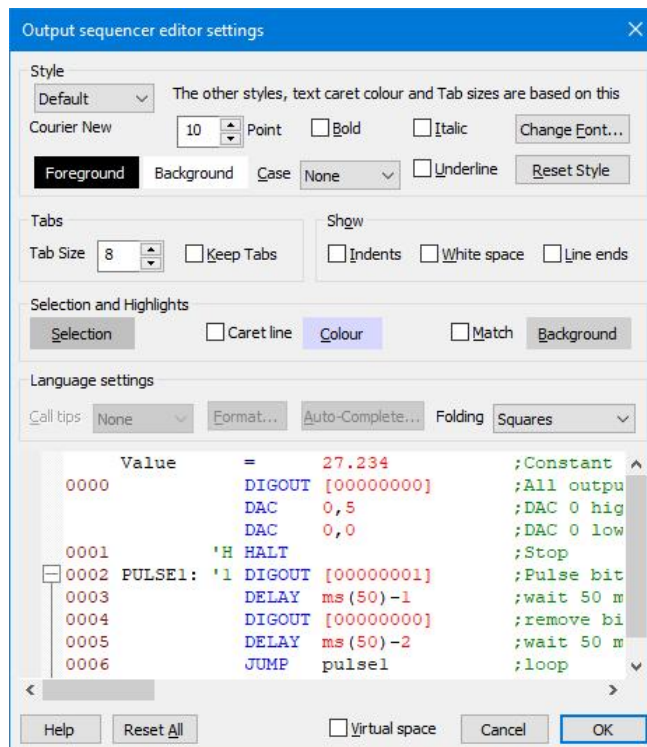 Output sequencer editor settings
Style
Default The other styles, text caret colour and Tab sizes are based on this
Courier New 10 Point Bold Italic Change Font...
Foreground Background Case None Underline Reset Style
Tabs
Tab Size 8 Keep Tabs
Show
Indents White space Line ends
Selection and Highlights
Selection Caret line Colour Match Background
Language settings
Call tips None Format... Auto-Complete... Folding Squares
Value = 27.234 ;Constant
0000 DIGOUT [00000000] ;All outpu
DAC 0,5 ;DAC 0 hig
DAC 0,0 ;DAC 0 low
0001 'H HALT ;Stop
0002 PULSE1: '1 DIGOUT [00000001] ;Pulse bit
0003 DELAY ms(50)-1 ;wait 50 m
0004 DIGOUT [00000000] ;remove bi
0005 DELAY ms(50)-2 ;wait 50 m
0006 JUMP pulse1 ;loop
Help Reset All Virtual space Cancel OK